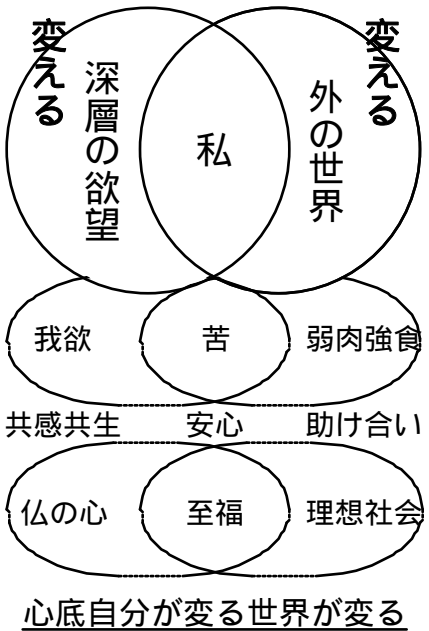 変える
深層の欲望
私
外の世界
変える
我欲
苦
弱肉強食
共感共生
安心
助け合い
仏の心
至福
理想社会
心底自分が変る世界が変る